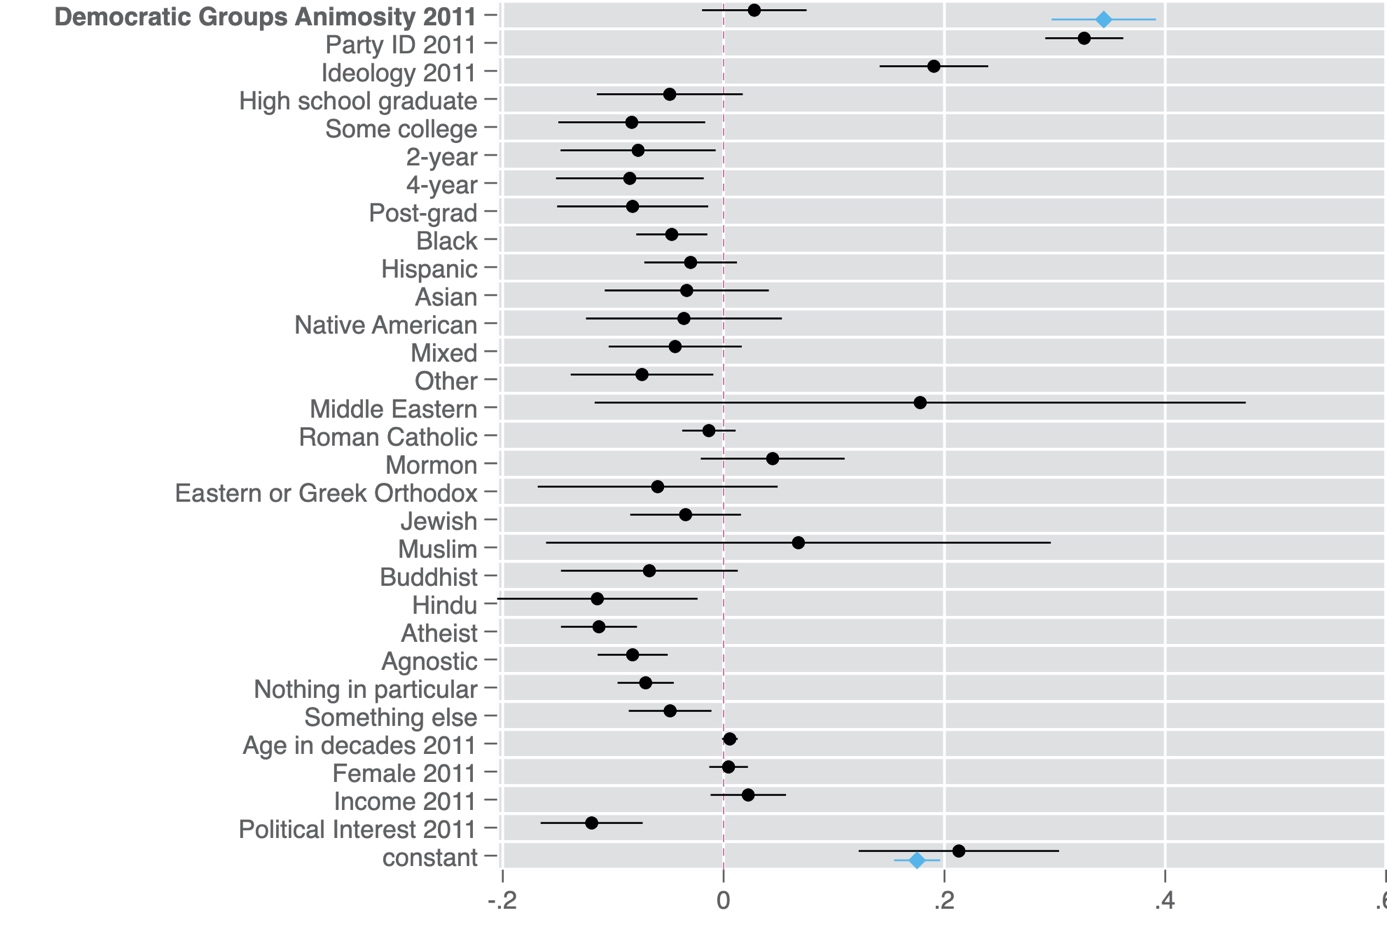 Democratic Groups Animosity 2011
Party ID 2011
Ideology 2011
High school graduate
Some college
2-year
4-year
Post-grad
Black
Hispanic
Asian
Native American
Mixed
Other
Middle Eastern
Roman Catholic
Mormon
Eastern or Greek Orthodox
Jewish
Muslim
Buddhist
Hindu
Atheist
Agnostic
Nothing in particular
Something else
Age in decades 2011
Female 2011
Income 2011
Political Interest 2011
constant
-.2 0 .2 .4